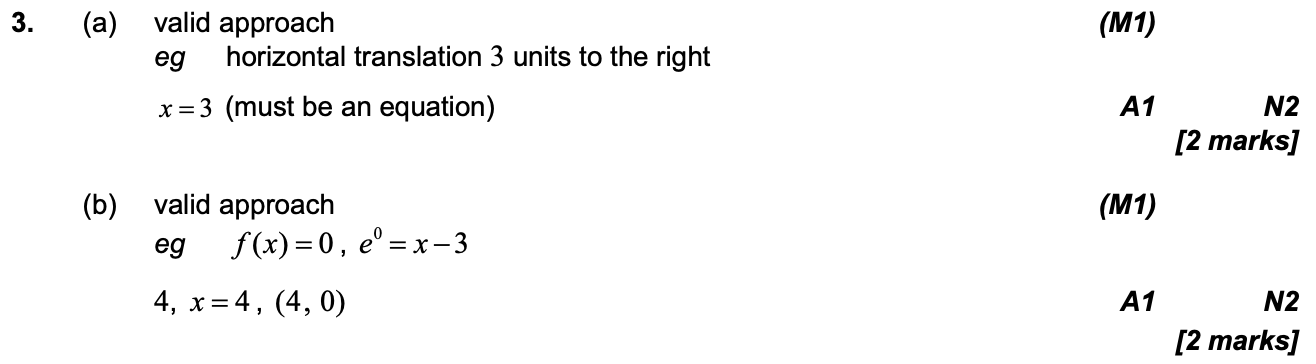 3. (a) valid approach (M1)
eg horizontal translation 3 units to the right
x = 3 (must be an equation) A1 N2
[2 marks]
(b) valid approach (M1)
eg f(x) = 0, e⁰ = x − 3
4, x = 4, (4, 0) A1 N2
[2 marks]